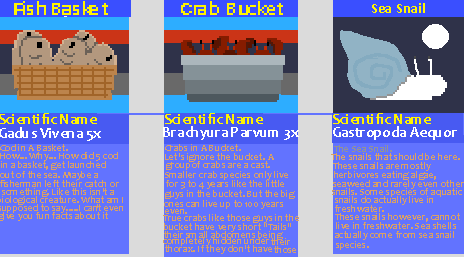 Fish Basket
Scientific Name
Gadus Vivena 5x
Cod in A Basket.
How... Why... How did 5 cod
in a basket, get launched
out of the sea. Maybe a
fisherman left their catch or
something. Like this isn't a
biological creature. What am I
supposed to say....I can't even
give you fun facts about it
Crab Bucket
Scientific Name
Brachyura Parvum 3x
Crabs in A Bucket.
Let's ignore the bucket. A
group of crabs are a cast.
Smaller crab species only live
for 3 to 4 years like the little
guys in the bucket. But the big
ones can live up to 100 years
even.
True crabs like those guys in the
bucket have very short "Tails"
their small abdomens being
completely hidden under their
thorax. If they don't have those
Sea Snail
Scientific Name
Gastropoda Aequor
The Sea Snail.
The snails that should be here.
These snails are mostly
herbivores eating algae,
seaweed and rarely even other
snails. Some species of aquatic
snails do actually live in
freshwater.
These snails however, cannot
live in freshwater. Sea shells
actually come from sea snail
species.